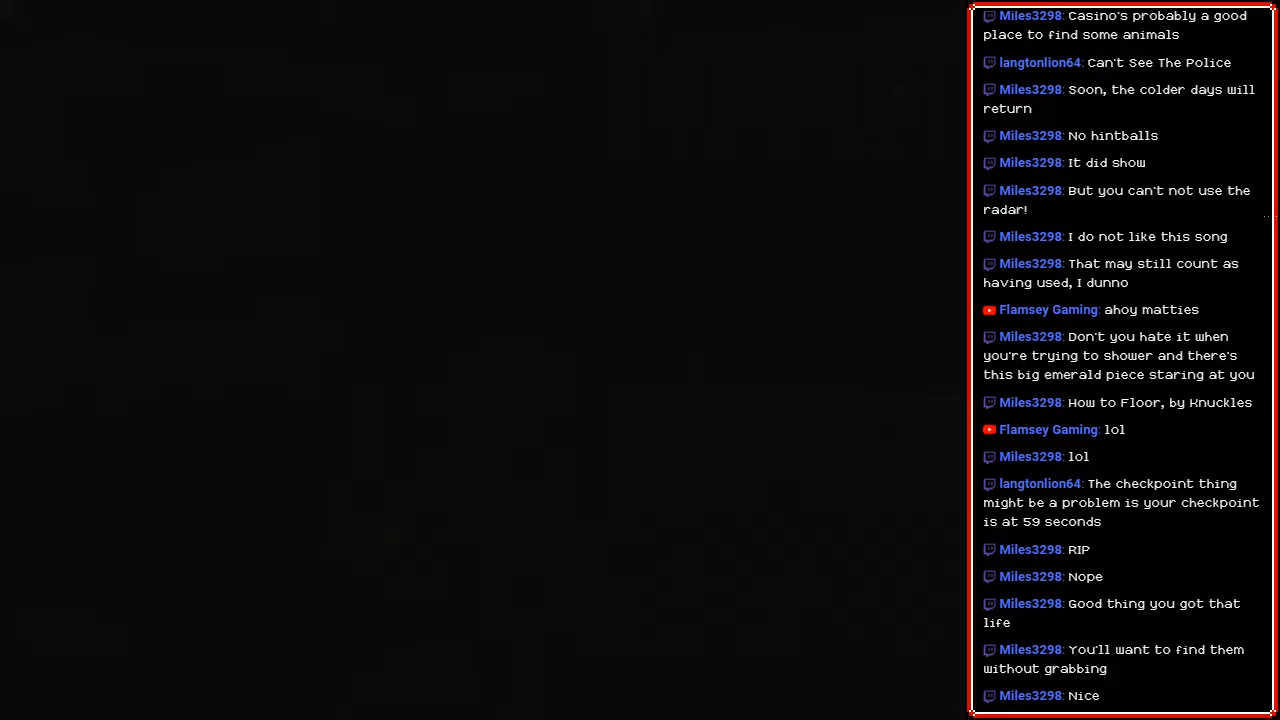 Miles3298: Casino's probably a good
place to find some animals
langtonlion64: Can't See The Police
Miles3298: Soon, the colder days will
return
Miles3298: No hintballs
Miles3298: It did show
Miles3298: But you can't not use the
radar!
Miles3298: I do not like this song
Miles3298: That may still count as
having used, I dunno
Flamsey Gaming: ahoy matties
Miles3298: Don't you hate it when
you're trying to shower and there's
this big emerald piece staring at you
Miles3298: How to Floor, by Knuckles
Flamsey Gaming: lol
Miles3298: lol
langtonlion64: The checkpoint thing
might be a problem is your checkpoint
is at 59 seconds
Miles3298: RIP
Miles3298: Nope
Miles3298: Good thing you got that
life
Miles3298: You'll want to find them
without grabbing
Miles3298: Nice